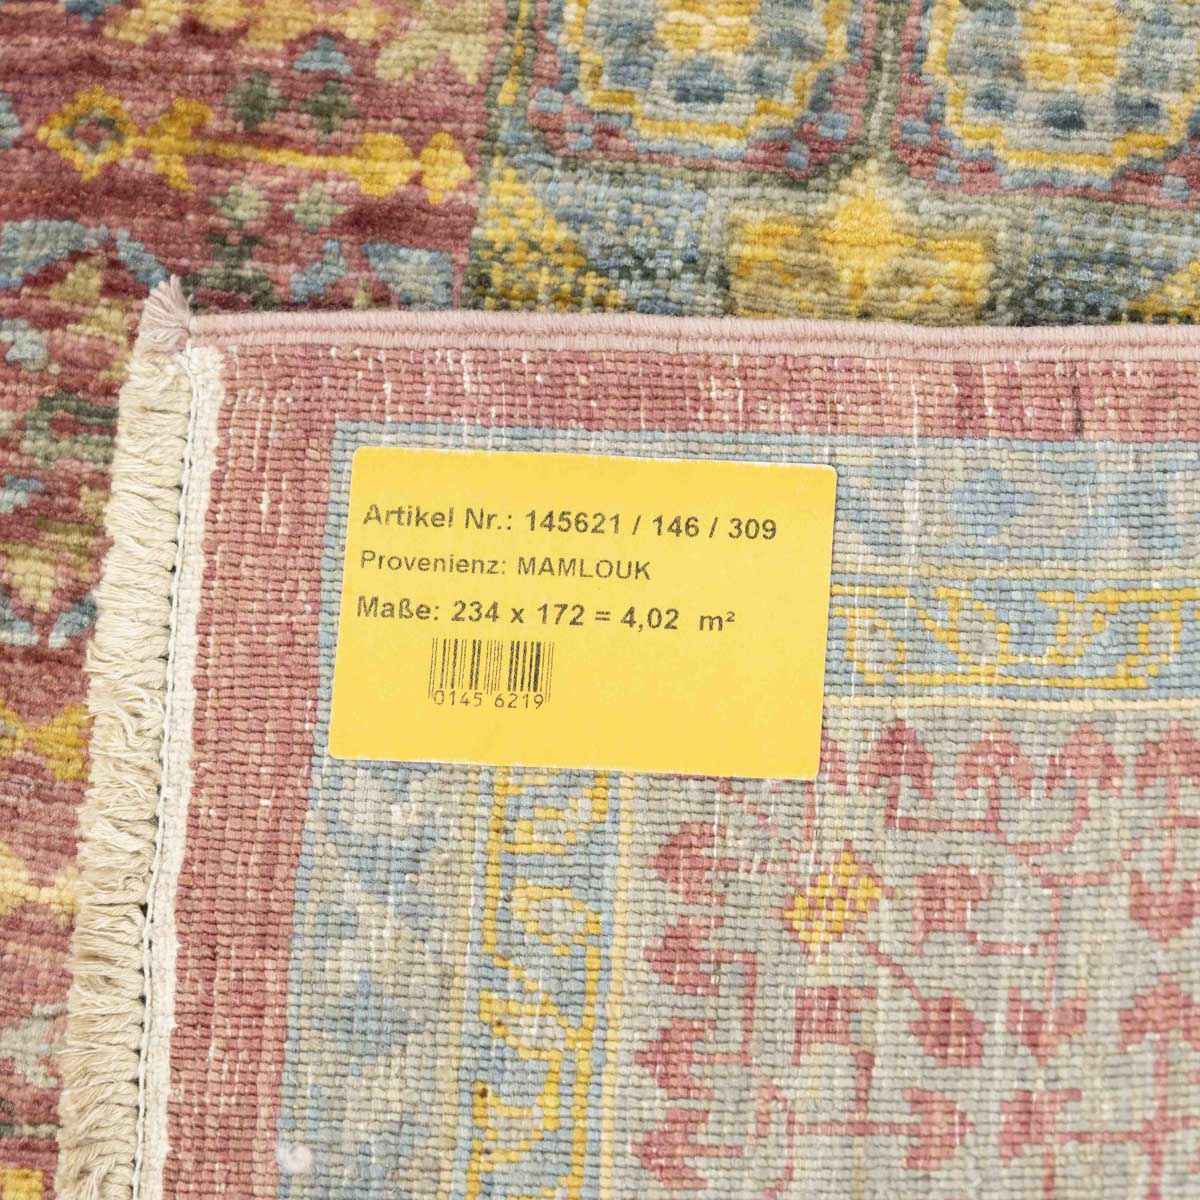 Artikel Nr.: 145621 / 146 / 309
Provenienz: MAMLOUK
Maße: 234 x 172 = 4,02 m²
0145 6219